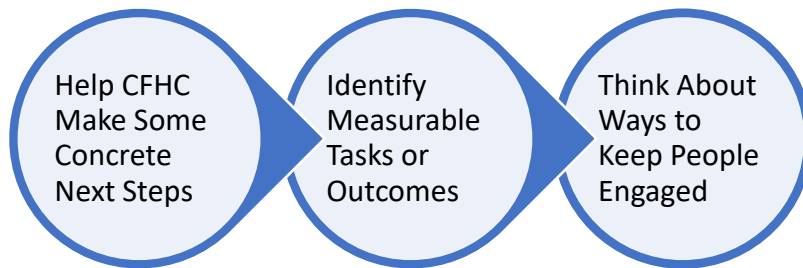 Help CFHC
Make Some
Concrete
Next Steps
Identify
Measurable
Tasks or
Outcomes
Think About
Ways to
Keep People
Engaged